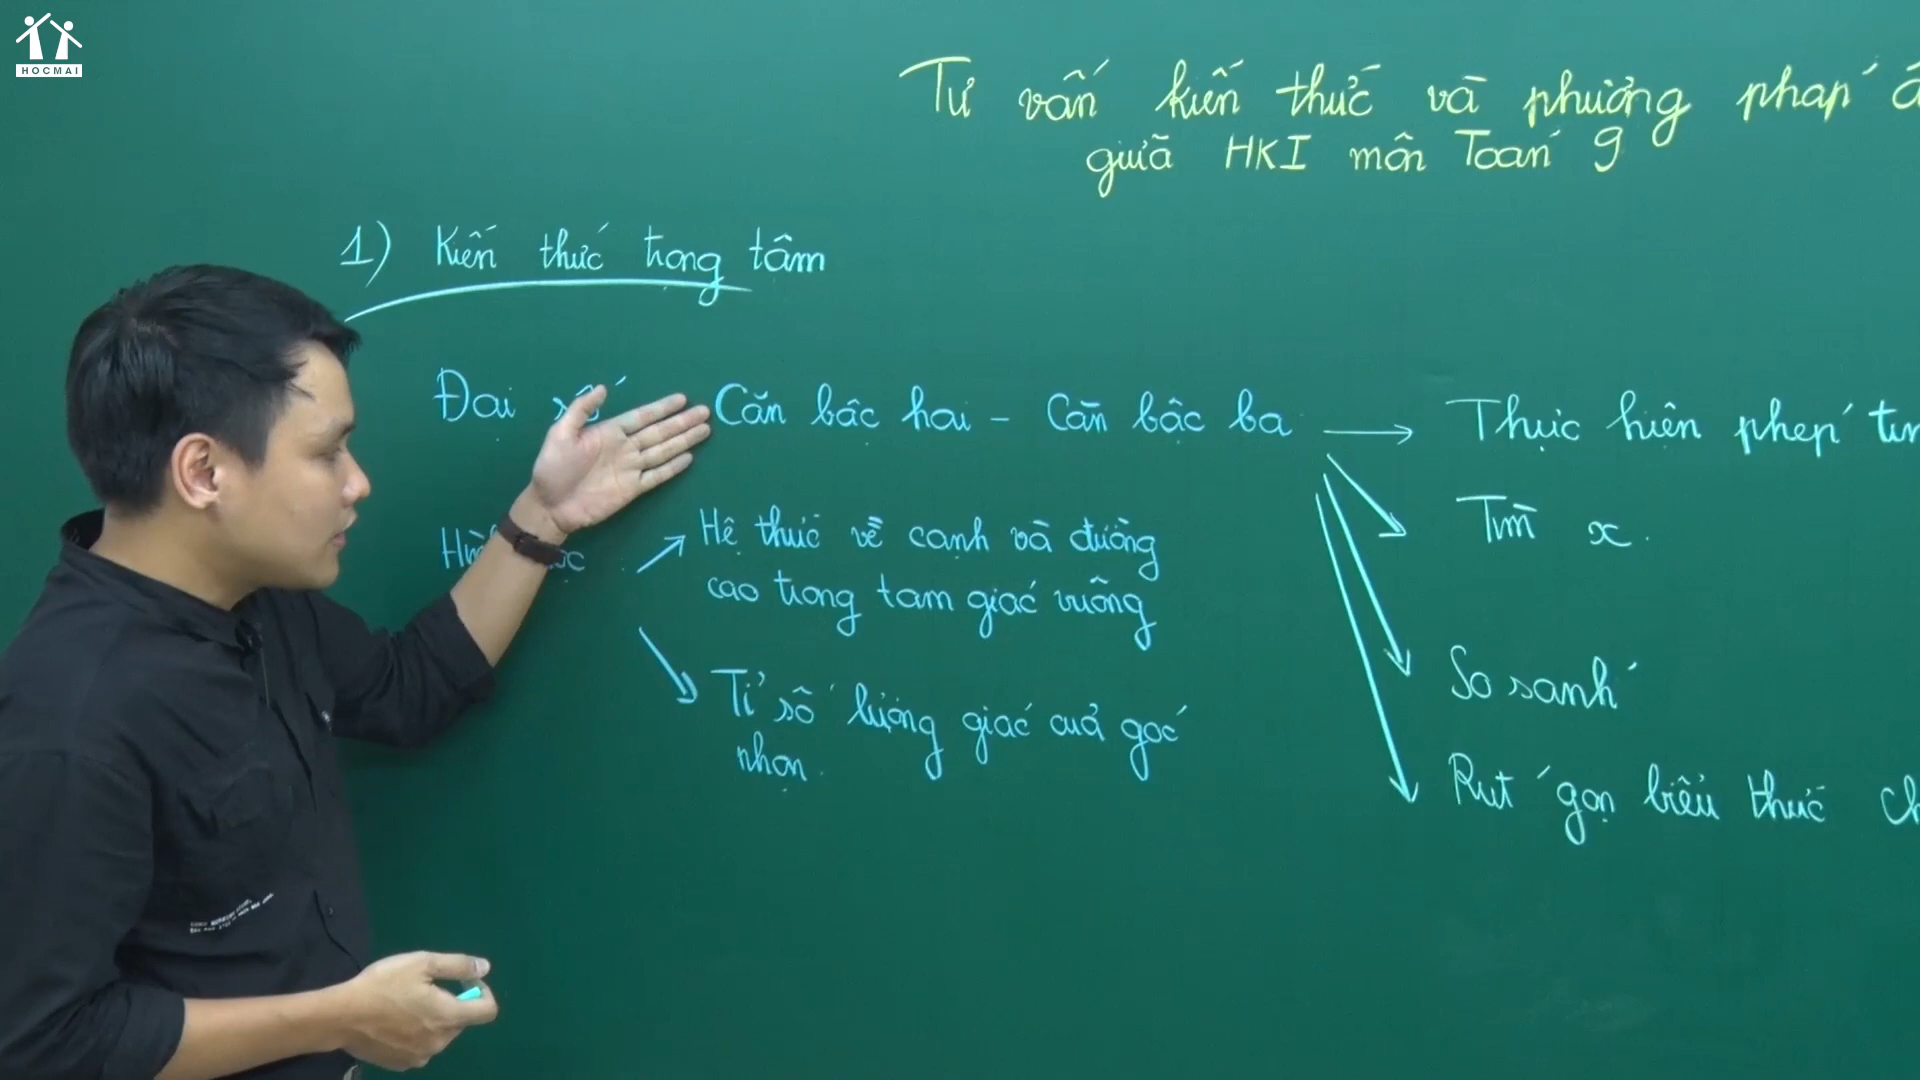 HOCMAI
Tư vấn kiến thức và phương pháp
giữa HKI môn Toán 9
1) Kiến thức trọng tâm
Đại số Căn bậc hai - Căn bậc ba → Thực hiện phép
Tìm x.
Hệ thức về cạnh và đường
cao trong tam giác vuông
So sánh
Tỉ số lượng giác của góc
nhọn.
Rút gọn biểu thức